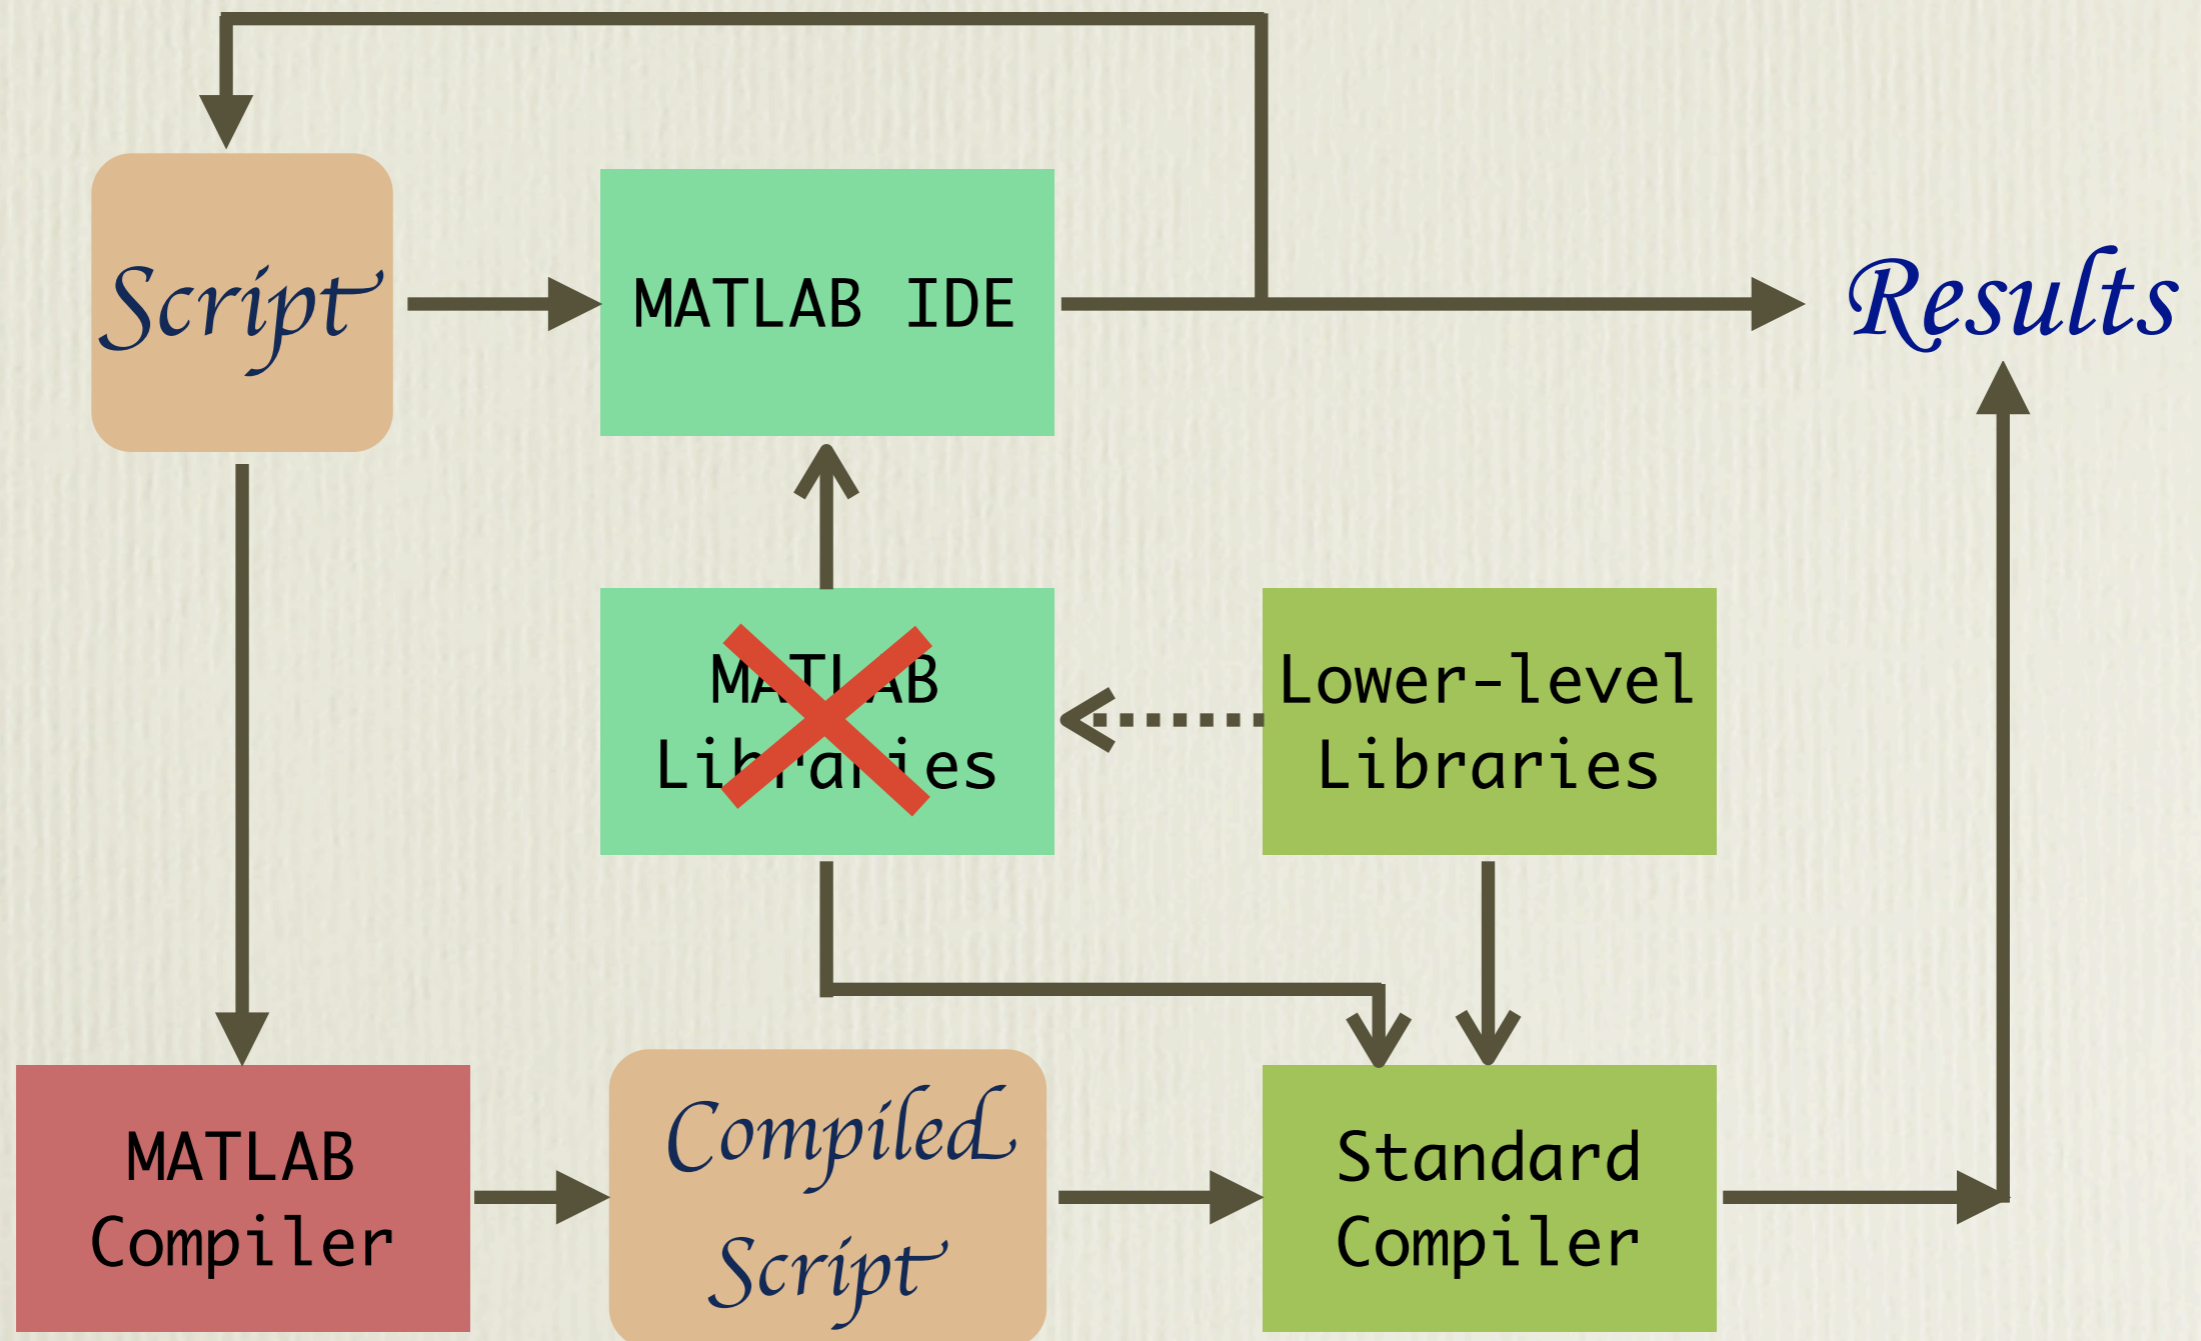 Script
MATLAB IDE
Results
MATLAB
Libraries
Lower-level
Libraries
MATLAB
Compiler
Compiled
Script
Standard
Compiler